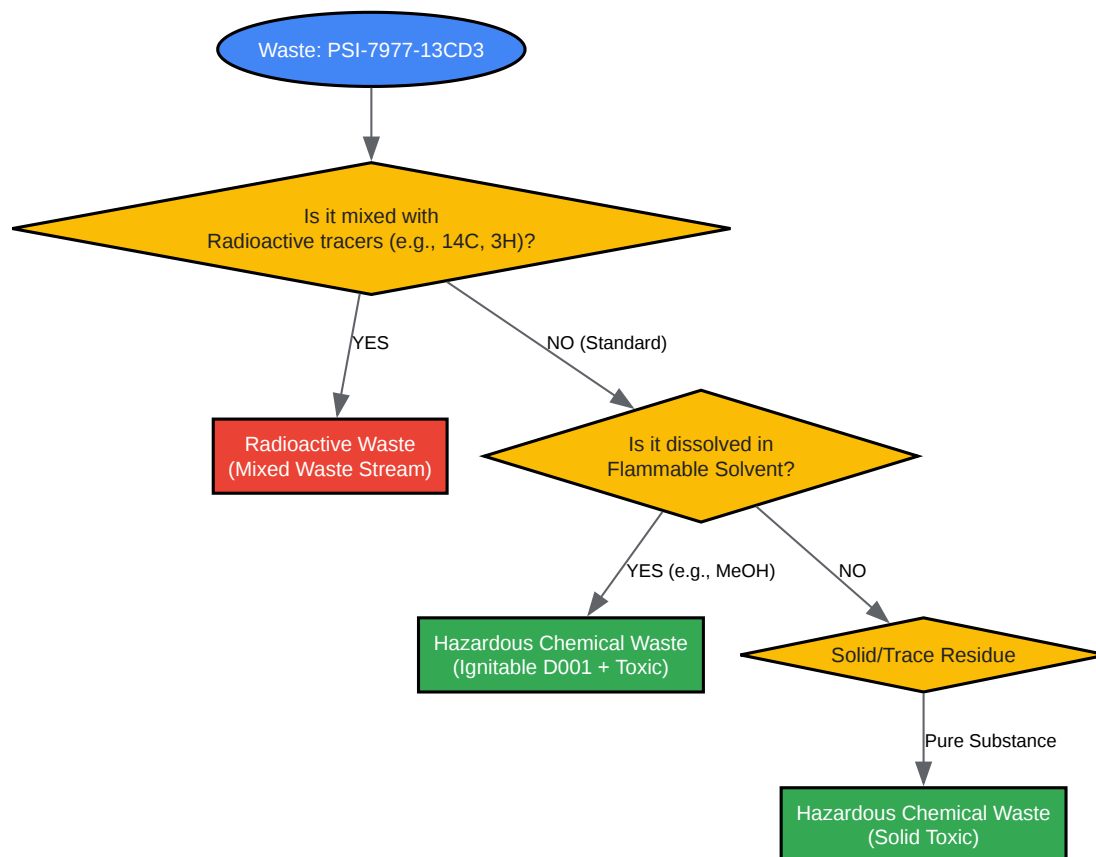 Waste: PSI-7977-13CD3
Is it mixed with
Radioactive tracers (e.g., 14C, 3H)?
YES
NO (Standard)
Radioactive Waste
(Mixed Waste Stream)
Is it dissolved in
Flammable Solvent?
YES (e.g., MeOH)
NO
Hazardous Chemical Waste
(Ignitable D001 + Toxic)
Solid/Trace Residue
Pure Substance
Hazardous Chemical Waste
(Solid Toxic)